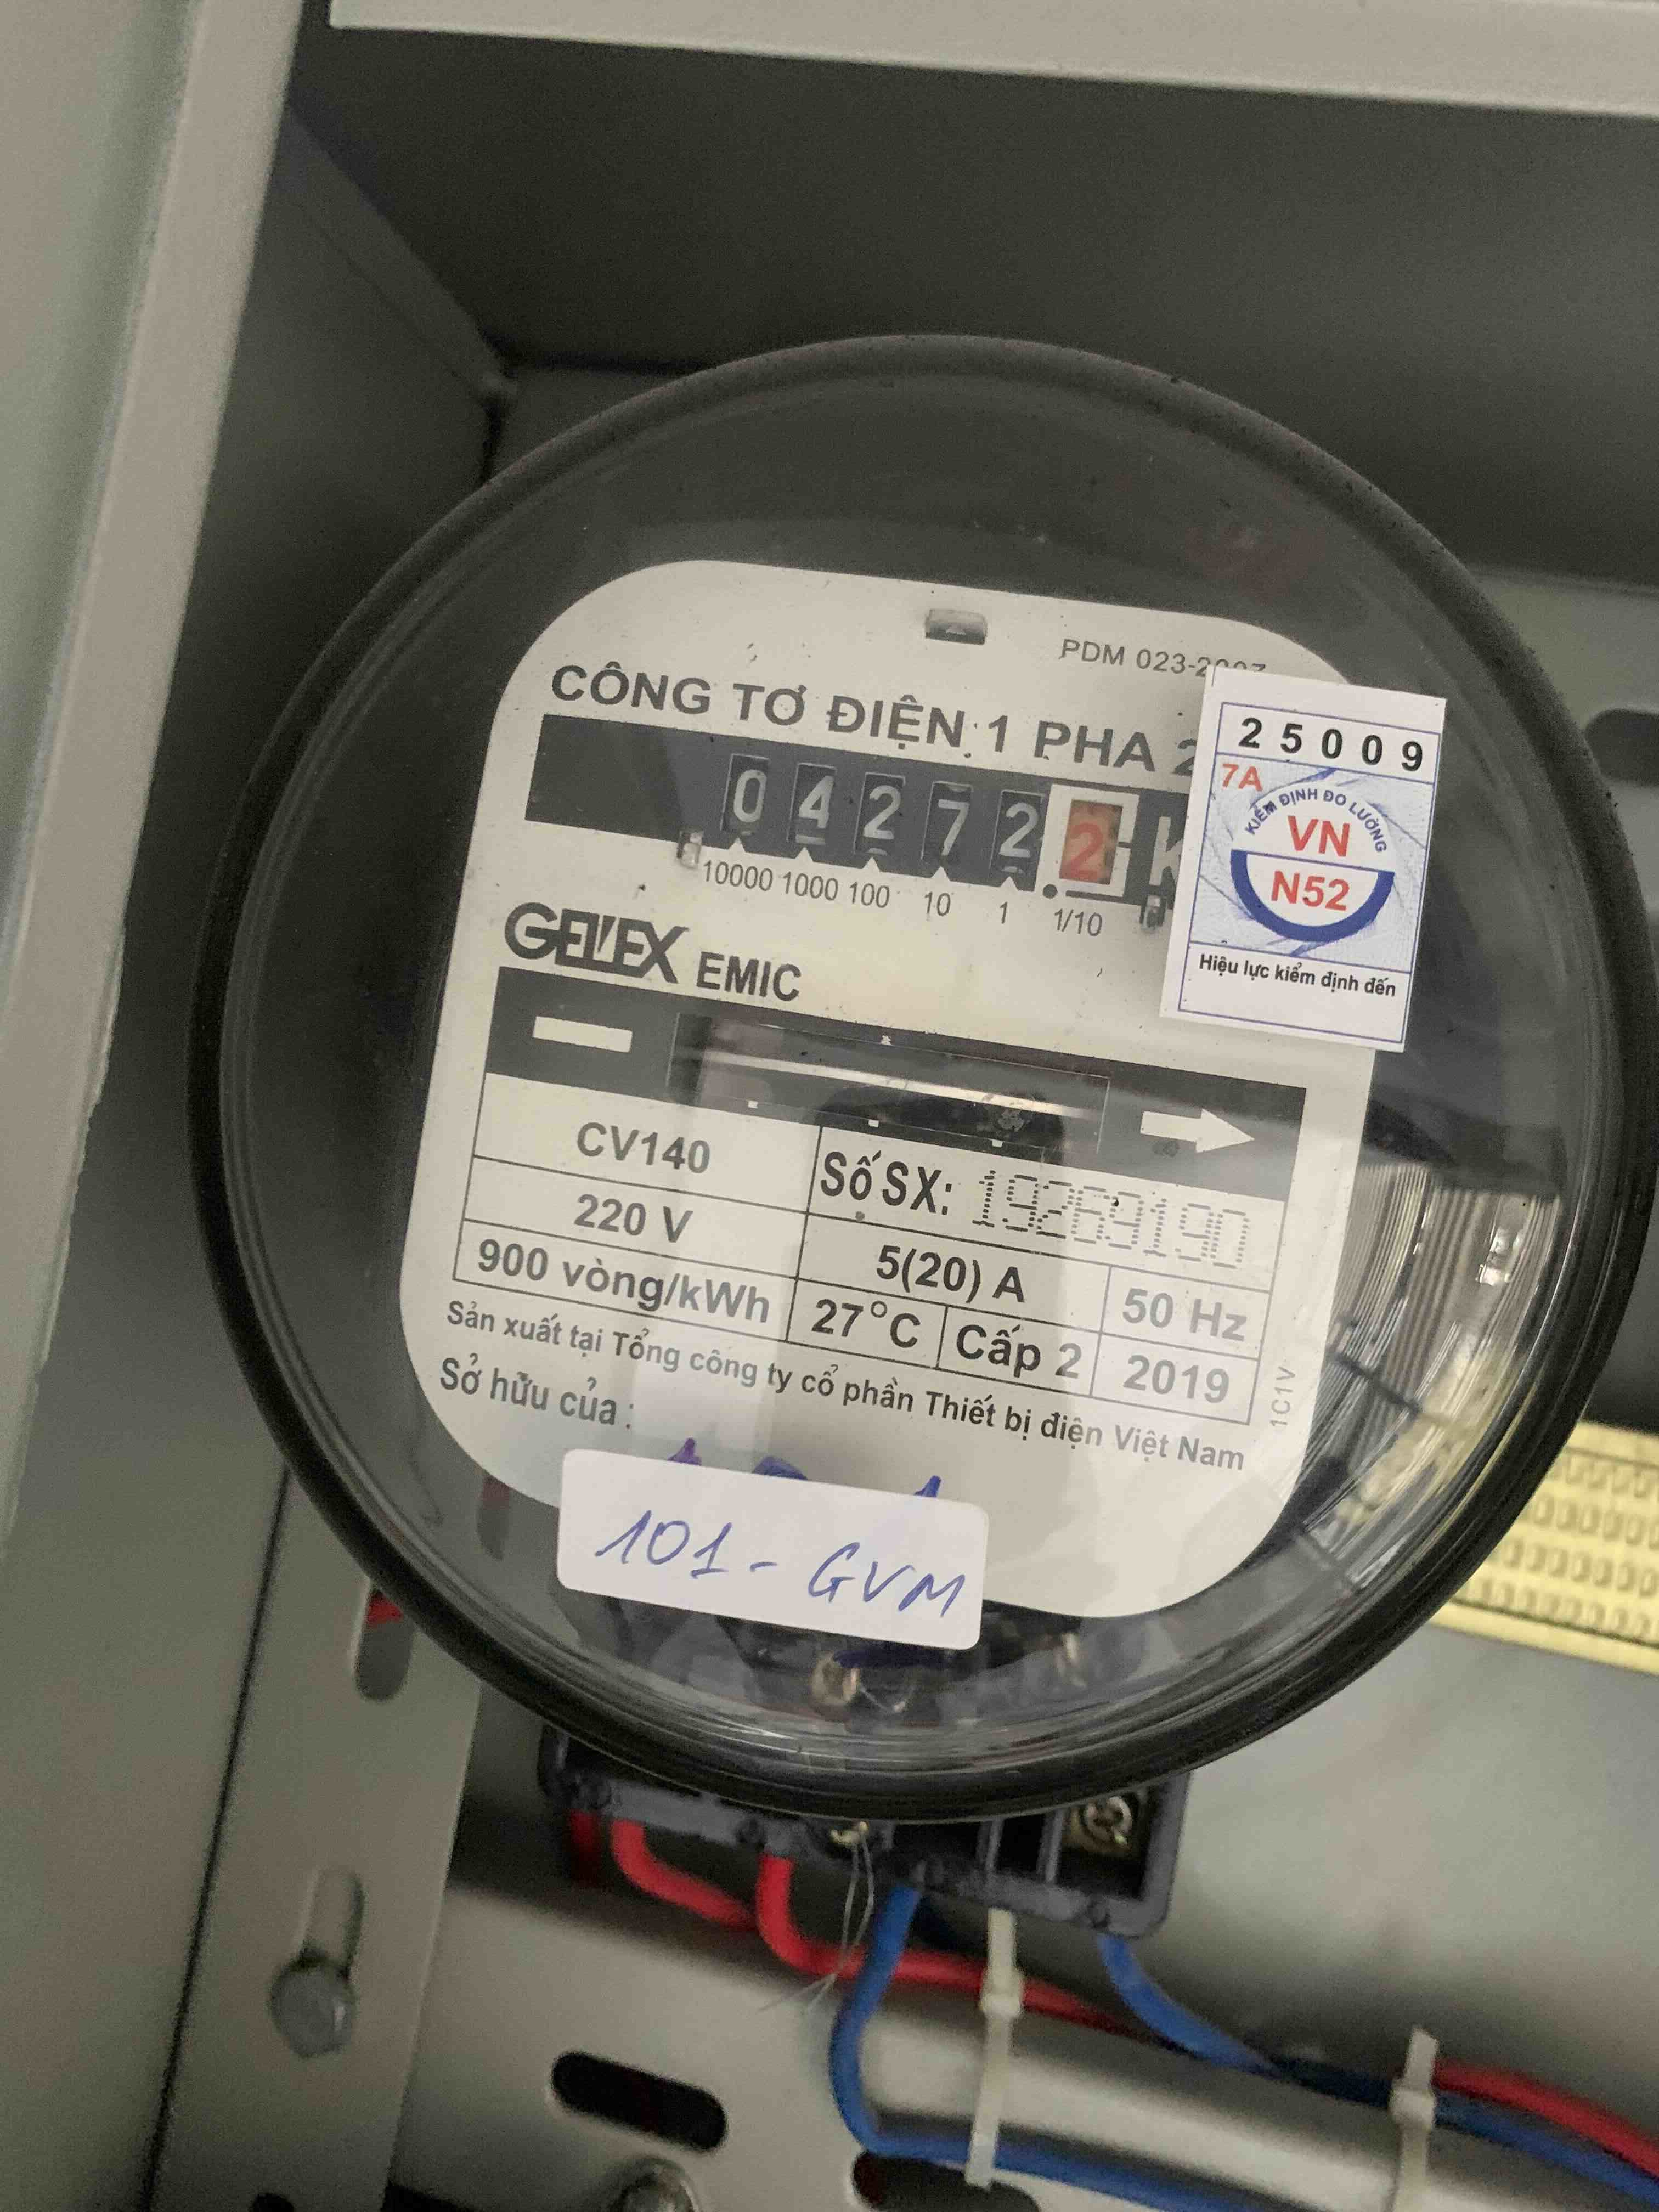 PDM 023-2007
CÔNG TƠ ĐIỆN 1 PHA 2
04272 2 K
10000 1000 100 10 1 1/10
25009
7A
KIỂM ĐỊNH ĐO LƯỜNG
VN
N52
Hiệu lực kiểm định đến
GELEX EMIC
CV140
Số SX: 19269190
220 V
5(20) A
50 Hz
900 vòng/kWh
27°C
Cấp 2
2019
Sản xuất tại Tổng công ty cổ phần Thiết bị điện Việt Nam
1C1V
Sở hữu của :
101 - GVM